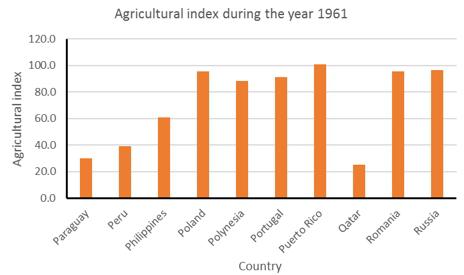 Agricultural index during the year 1961
120.0
100.0
80.0
60.0
40.0
20.0
0.0
Agricultural index
Paraguay
Peru
Philippines
Poland
Polynesia
Portugal
Puerto Rico
Qatar
Romania
Russia
Country